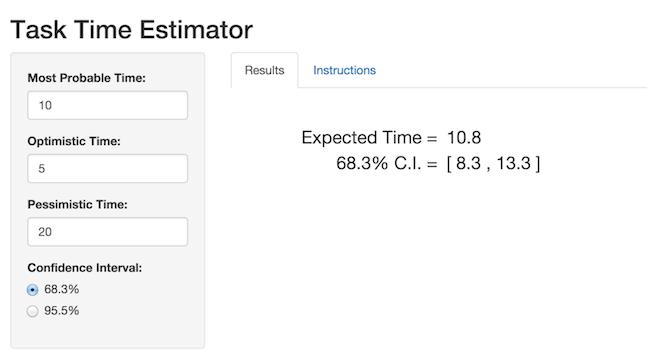 Task Time Estimator
Most Probable Time:
10
Optimistic Time:
5
Pessimistic Time:
20
Confidence Interval:
68.3%
95.5%
Results
Instructions
Expected Time = 10.8
68.3% C.I. = [ 8.3 , 13.3 ]